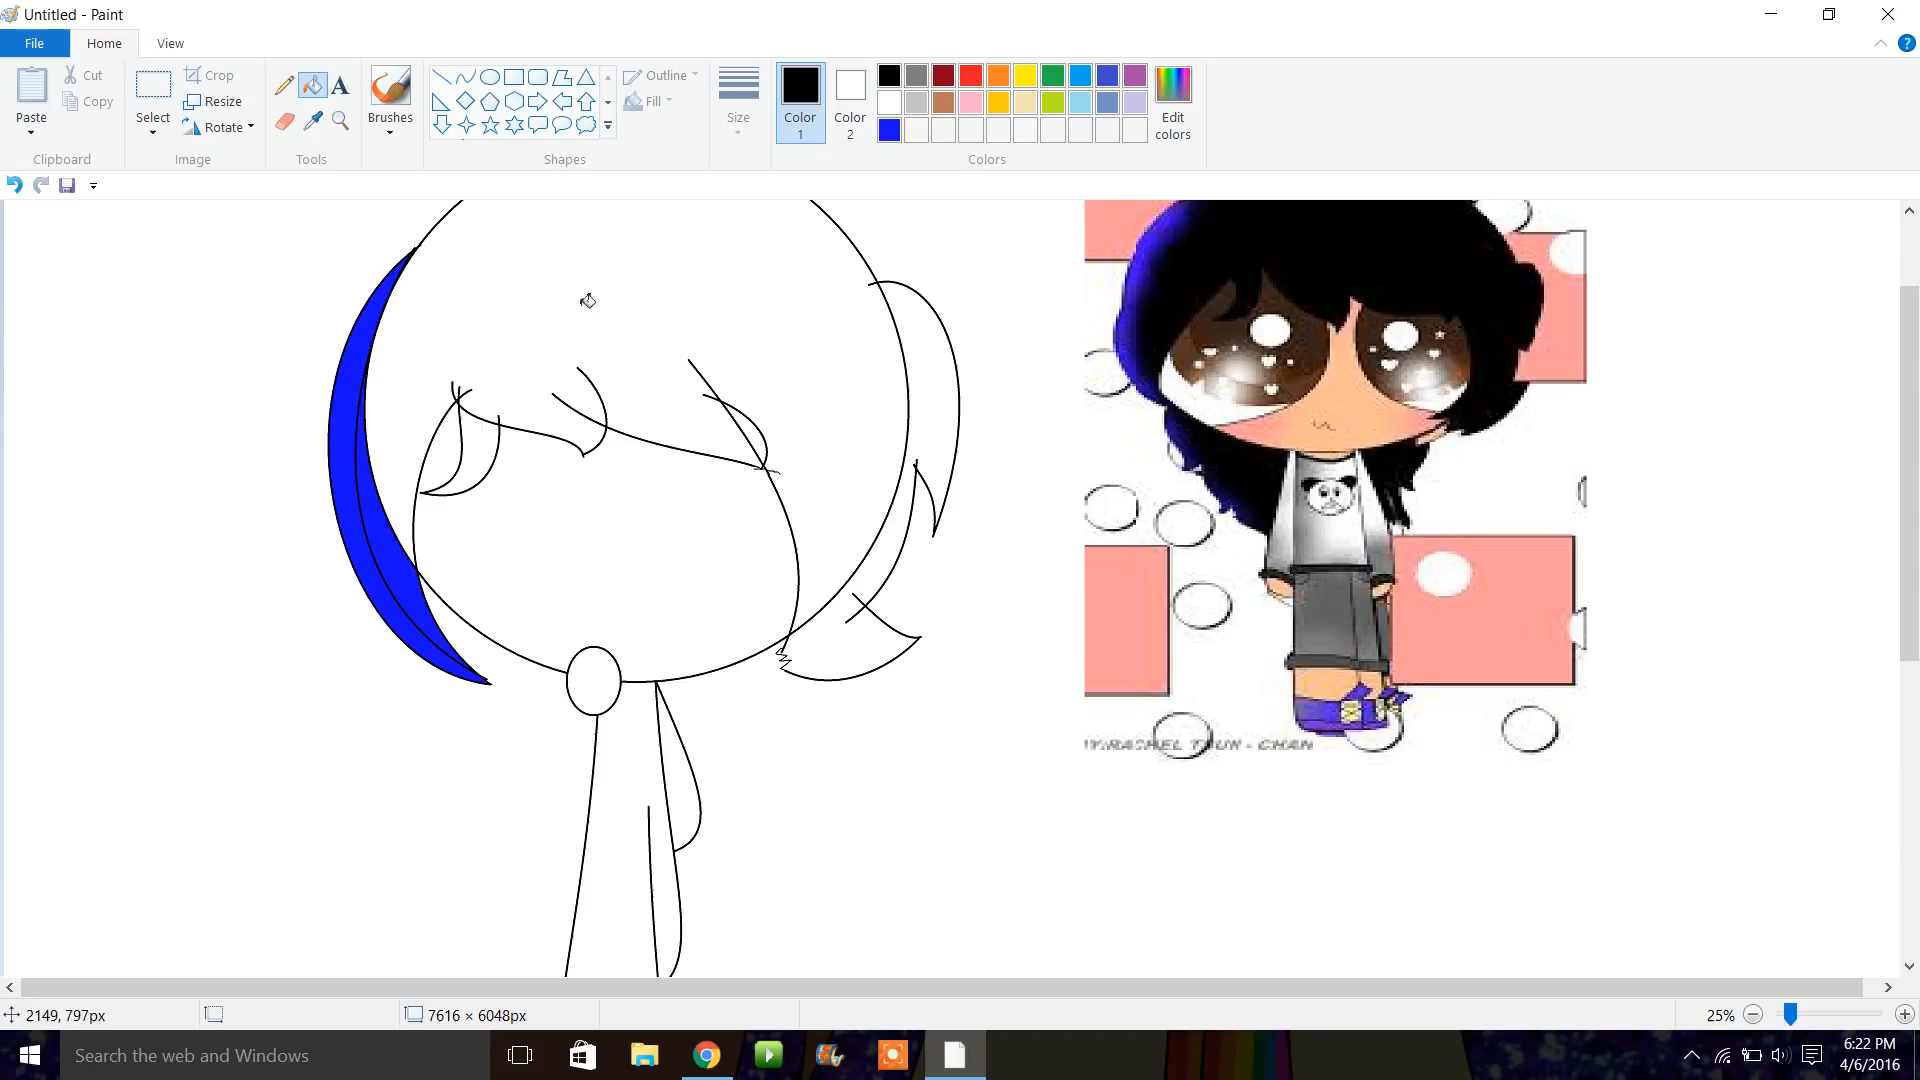 Untitled - Paint
File
Home
View
Paste
Cut
Copy
Clipboard
Select
Crop
Resize
Rotate
Image
A
Tools
Brushes
Outline
Fill
Shapes
Size
Color 1
Color 2
Edit colors
Colors
- CHAN
2149, 797px
7616 × 6048px
25%
Search the web and Windows
6:22 PM
4/6/2016